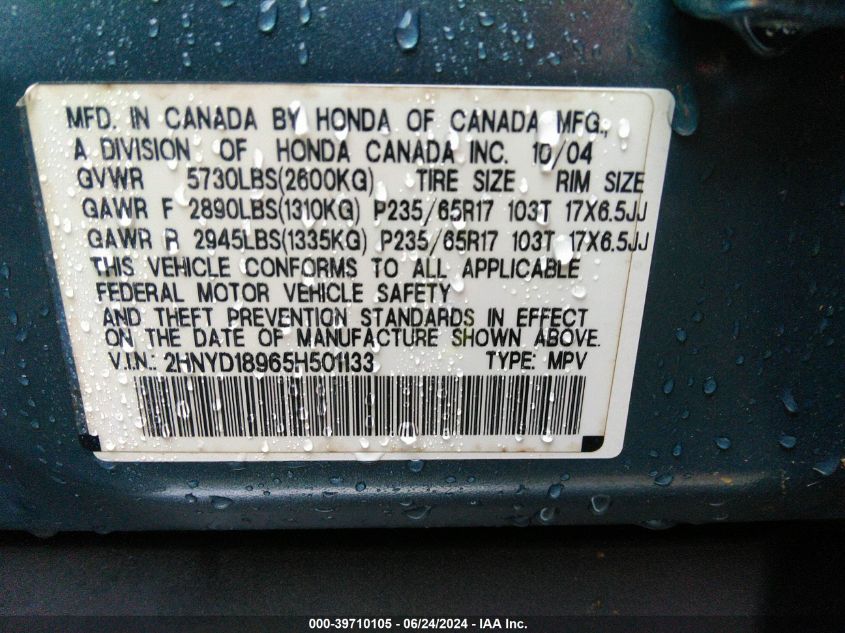 MFD. IN CANADA BY HONDA OF CANADA MFG.,
A DIVISION OF HONDA CANADA INC. 10/04
GVWR 5730LBS(2600KG) TIRE SIZE RIM SIZE
GAWR F 2890LBS(1310KG) P235/65R17 103T 17X6.5JJ
GAWR R 2945LBS(1335KG) P235/65R17 103T 17X6.5JJ
THIS VEHICLE CONFORMS TO ALL APPLICABLE
FEDERAL MOTOR VEHICLE SAFETY
AND THEFT PREVENTION STANDARDS IN EFFECT
ON THE DATE OF MANUFACTURE SHOWN ABOVE.
V.I.N.: 2HNYD18965H501133 TYPE: MPV
000-39710105 - 06/24/2024 - IAA Inc.